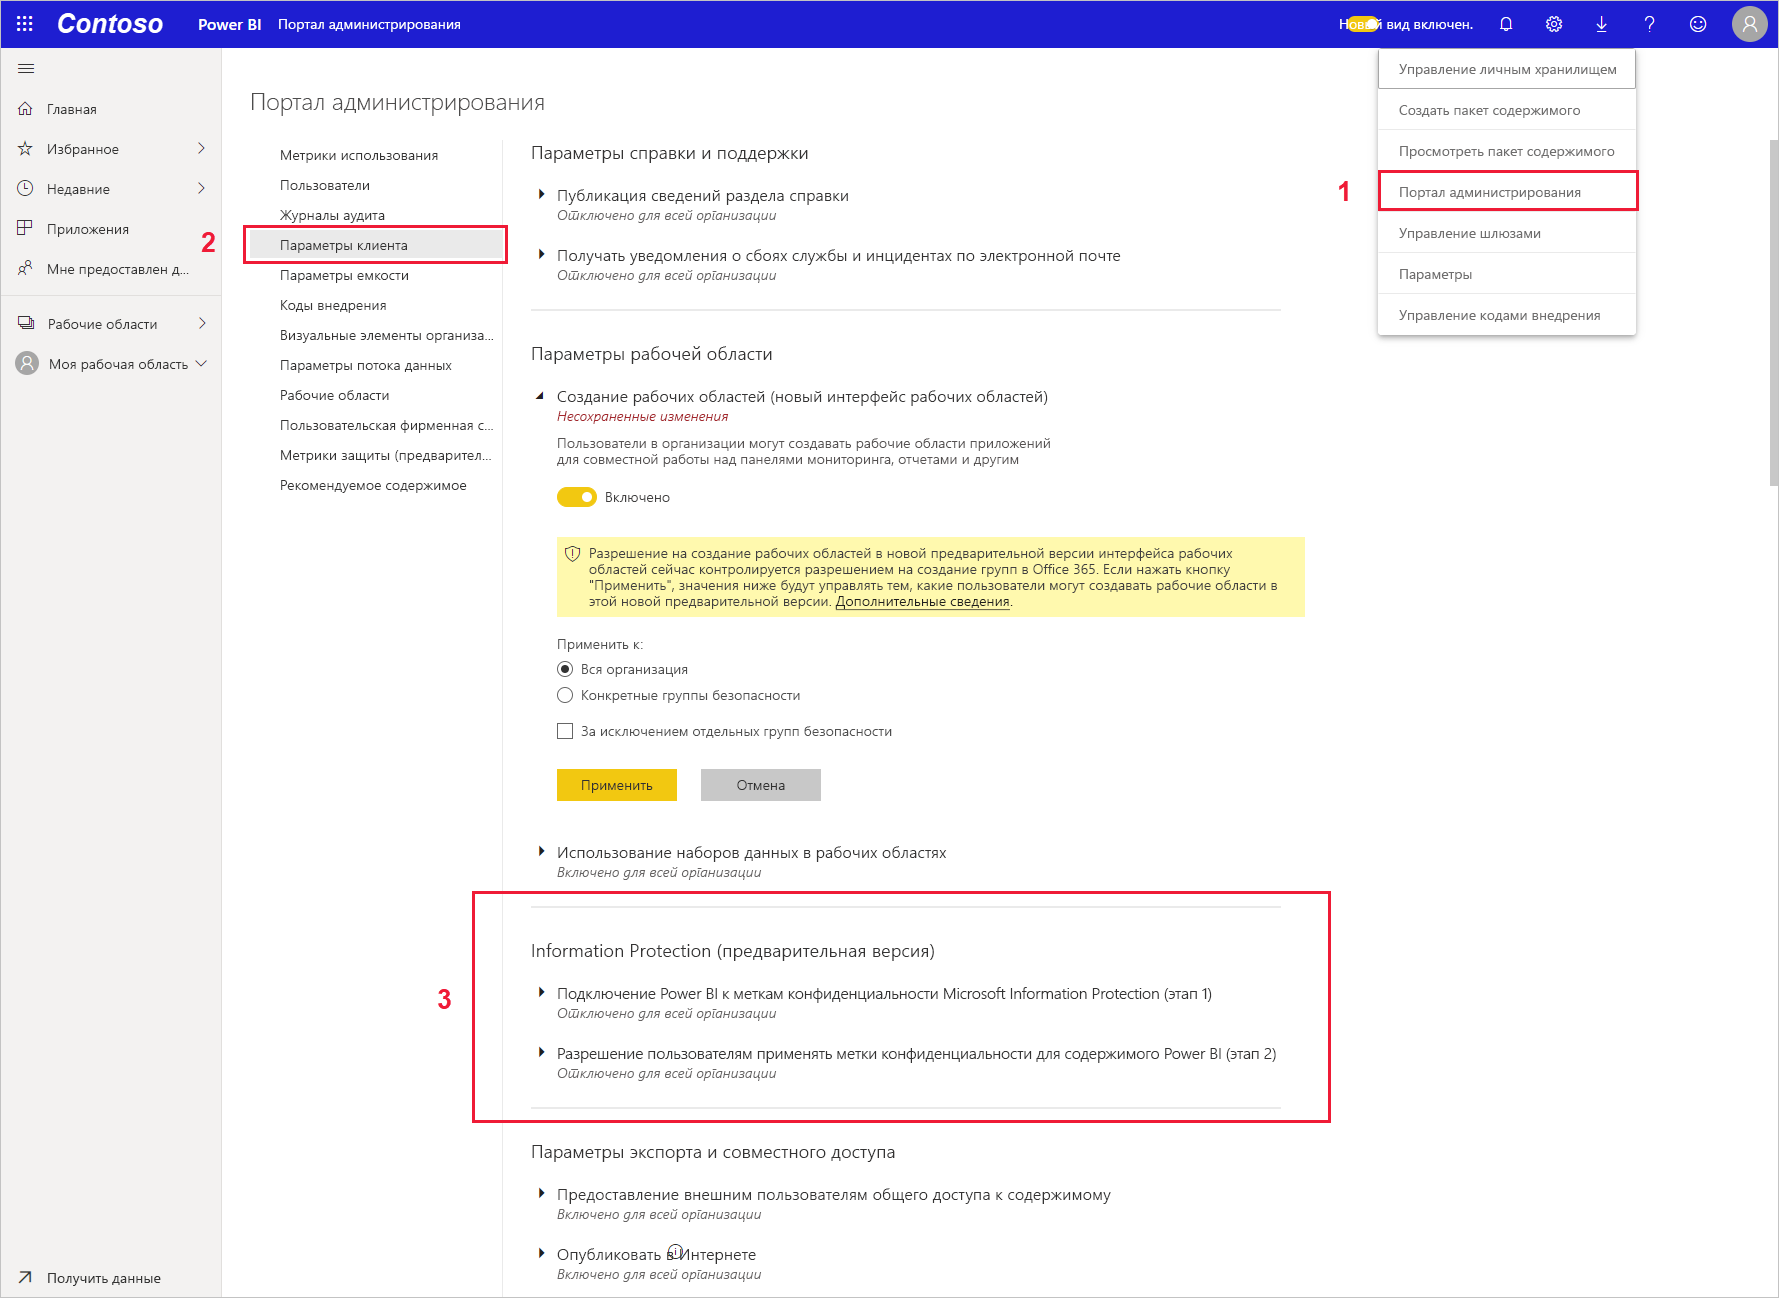 Contoso
Power BI
Портал администрирования
Новый вид включен.
Главная
Избранное
Недавние
Приложения
Мне предоставлен д...
Рабочие области
Моя рабочая область
Получить данные
Портал администрирования
Метрики использования
Пользователи
Журналы аудита
2
Параметры клиента
Параметры емкости
Коды внедрения
Визуальные элементы организа...
Параметры потока данных
Рабочие области
Пользовательская фирменная с...
Метрики защиты (предварител...
Рекомендуемое содержимое
Параметры справки и поддержки
Публикация сведений раздела справки
Отключено для всей организации
Получать уведомления о сбоях службы и инцидентах по электронной почте
Отключено для всей организации
Параметры рабочей области
Создание рабочих областей (новый интерфейс рабочих областей)
Несохраненные изменения
Пользователи в организации могут создавать рабочие области приложений
для совместной работы над панелями мониторинга, отчетами и другим
Включено
Разрешение на создание рабочих областей в новой предварительной версии интерфейса рабочих
областей сейчас контролируется разрешением на создание групп в Office 365. Если нажать кнопку
"Применить", значения ниже будут управлять тем, какие пользователи могут создавать рабочие области в
этой новой предварительной версии. Дополнительные сведения.
Применить к:
Вся организация
Конкретные группы безопасности
За исключением отдельных групп безопасности
Применить
Отмена
Использование наборов данных в рабочих областях
Включено для всей организации
3
Information Protection (предварительная версия)
Подключение Power BI к меткам конфиденциальности Microsoft Information Protection (этап 1)
Отключено для всей организации
Разрешение пользователям применять метки конфиденциальности для содержимого Power BI (этап 2)
Отключено для всей организации
Параметры экспорта и совместного доступа
Предоставление внешним пользователям общего доступа к содержимому
Включено для всей организации
Опубликовать в Интернете
Включено для всей организации
Управление личным хранилищем
Создать пакет содержимого
Просмотреть пакет содержимого
1
Портал администрирования
Управление шлюзами
Параметры
Управление кодами внедрения